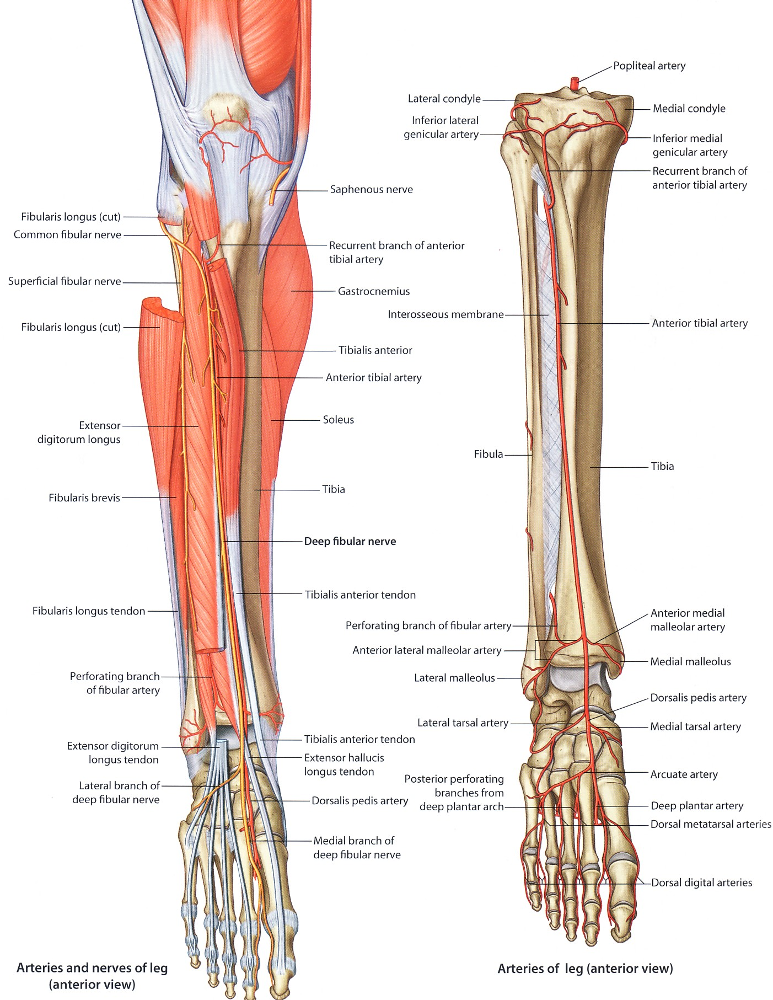 Popliteal artery
Lateral condyle
Medial condyle
Inferior lateral
genicular artery
Inferior medial
genicular artery
Recurrent branch of
anterior tibial artery
Saphenous nerve
Fibularis longus (cut)
Common fibular nerve
Recurrent branch of anterior
tibial artery
Superficial fibular nerve
Gastrocnemius
Interosseous membrane
Anterior tibial artery
Fibularis longus (cut)
Tibialis anterior
Anterior tibial artery
Soleus
Extensor
digitorum longus
Fibula
Tibia
Tibia
Fibularis brevis
Deep fibular nerve
Tibialis anterior tendon
Fibularis longus tendon
Anterior medial
malleolar artery
Perforating branch of fibular artery
Anterior lateral malleolar artery
Medial malleolus
Perforating branch
of fibular artery
Lateral malleolus
Dorsalis pedis artery
Lateral tarsal artery
Medial tarsal artery
Extensor digitorum
longus tendon
Tibialis anterior tendon
Extensor hallucis
longus tendon
Arcuate artery
Lateral branch of
deep fibular nerve
Dorsalis pedis artery
Posterior perforating
branches from
deep plantar arch
Deep plantar artery
Dorsal metatarsal arteries
Medial branch of
deep fibular nerve
Dorsal digital arteries
Arteries and nerves of leg
(anterior view)
Arteries of leg (anterior view)